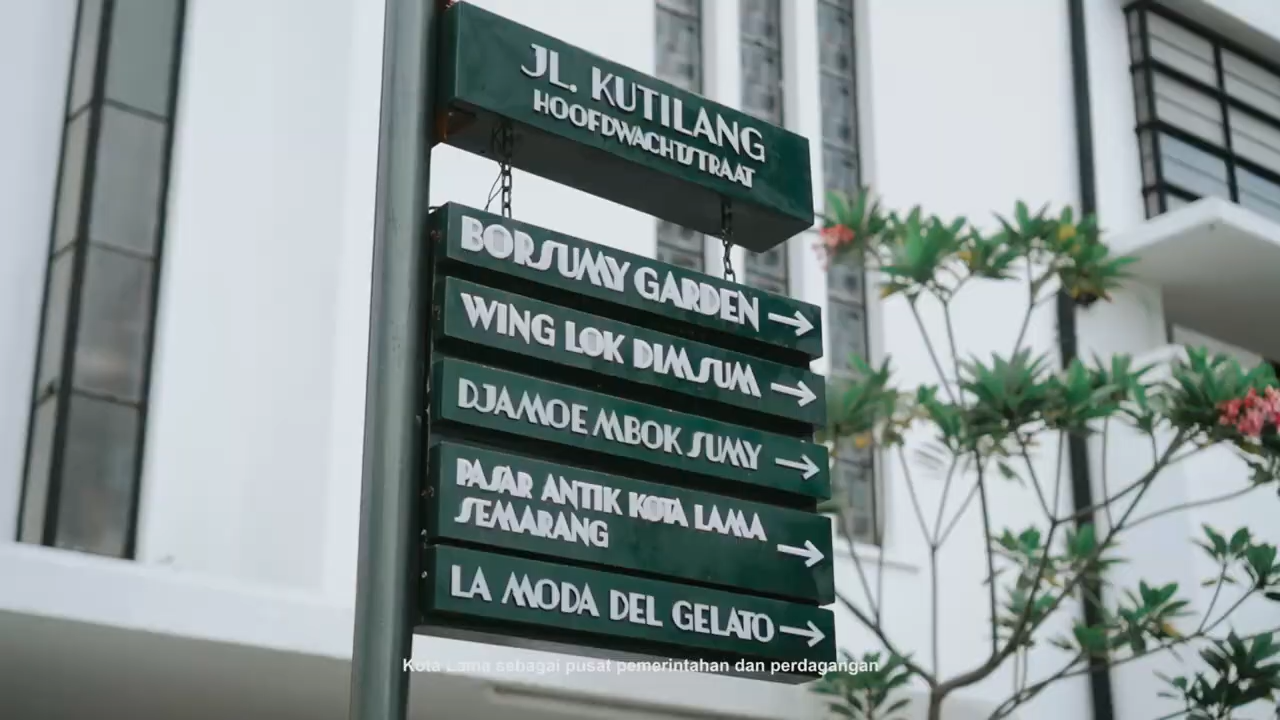 JL. KUTILANG
HOOFDWACHTSTRAAT
BORSUMY GARDEN →
WING LOK DIMSUM →
DJAMOE MBOK SUMY →
PASAR ANTIK KOTA LAMA
SEMARANG →
LA MODA DEL GELATO →
Kota Lama sebagai pusat pemerintahan dan perdagangan